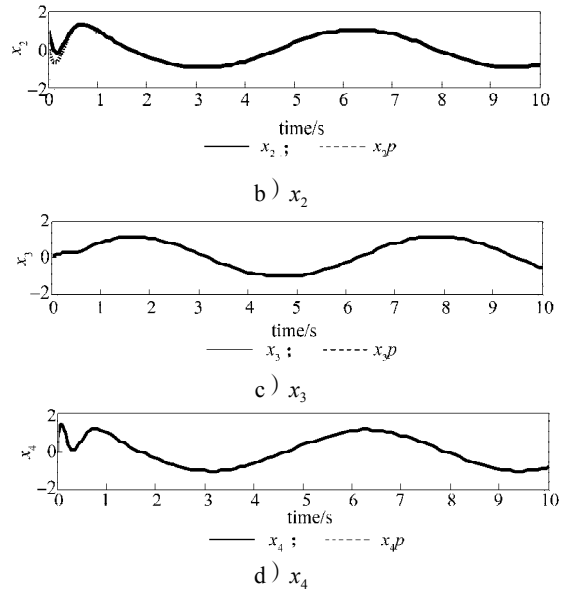 2
0
−2
x2
0 1 2 3 4 5 6 7 8 9 10
time/s
x2 ; x2p
b ) x2
2
0
−2
x3
0 1 2 3 4 5 6 7 8 9 10
time/s
x3 ; x3p
c ) x3
2
0
−2
x4
0 1 2 3 4 5 6 7 8 9 10
time/s
x4 ; x4p
d ) x4